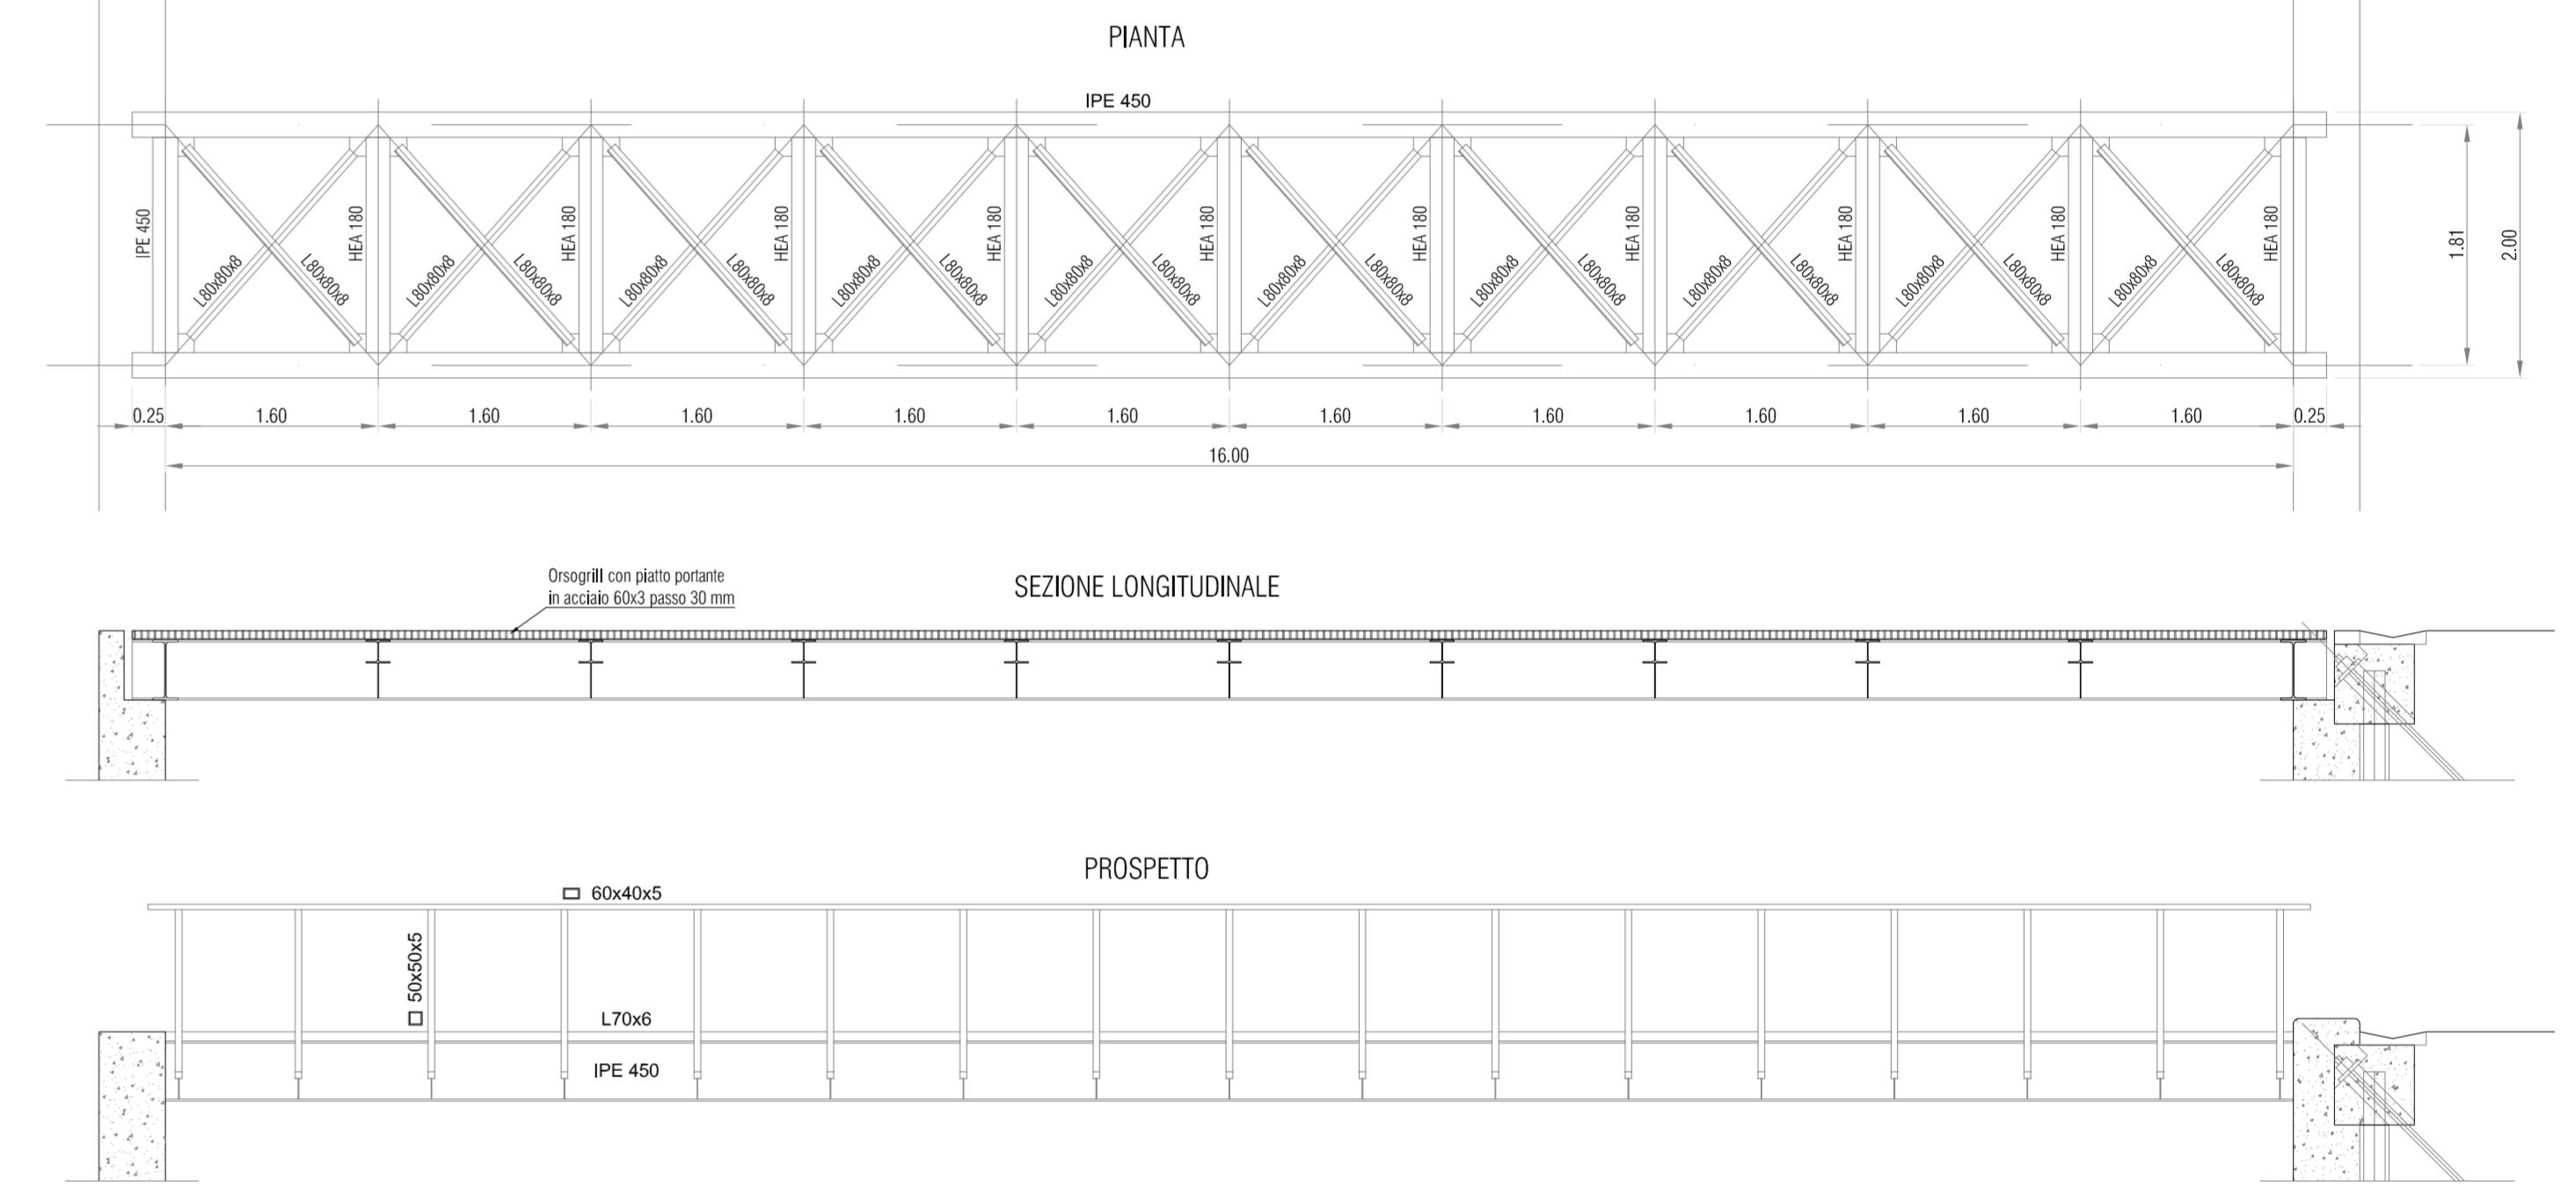 PIANTA
IPE 450
IPE 450
L80x80x8
L80x80x8
HEA 180
L80x80x8
L80x80x8
HEA 180
L80x80x8
L80x80x8
HEA 180
L80x80x8
L80x80x8
HEA 180
L80x80x8
L80x80x8
HEA 180
L80x80x8
L80x80x8
HEA 180
L80x80x8
L80x80x8
HEA 180
L80x80x8
L80x80x8
HEA 180
L80x80x8
L80x80x8
HEA 180
L80x80x8
L80x80x8
HEA 180
1.81
2.00
0.25 1.60 1.60 1.60 1.60 1.60 1.60 1.60 1.60 1.60 1.60 0.25
16.00
Orsogrill con piatto portante
in acciaio 60x3 passo 30 mm
SEZIONE LONGITUDINALE
PROSPETTO
60x40x5
50x50x5
L70x6
IPE 450